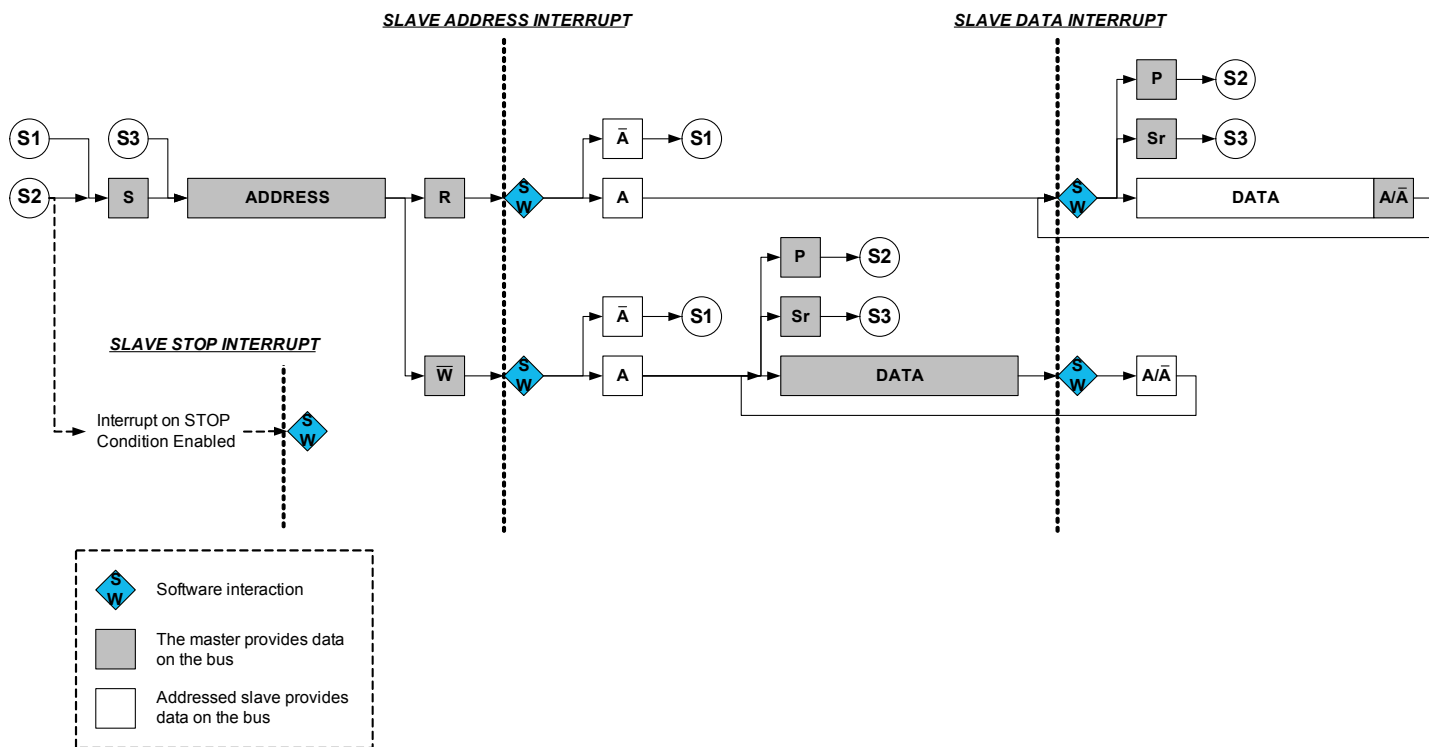 SLAVE ADDRESS INTERRUPT
SLAVE DATA INTERRUPT
P
S2
S1
S3
A̅
S1
Sr
S3
S2
S
ADDRESS
R
S
W
A
S
W
DATA
A/A̅
P
S2
A̅
S1
Sr
S3
SLAVE STOP INTERRUPT
W̅
S
W
A
DATA
S
W
A/A̅
Interrupt on STOP
Condition Enabled
S
W
S
W
Software interaction
The master provides data
on the bus
Addressed slave provides
data on the bus